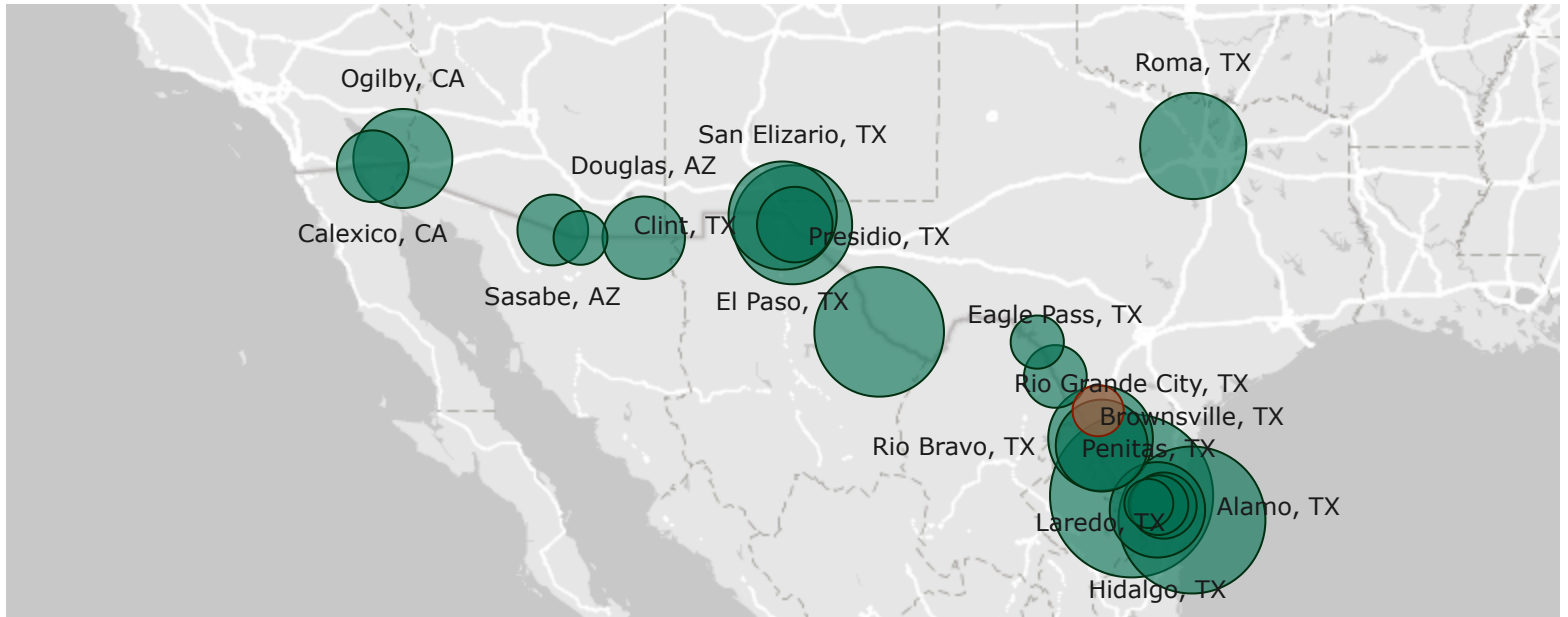 Roma, TX
Ogilby, CA
San Elizario, TX
Douglas, AZ
Clint, TX
Calexico, CA
Presidio, TX
Sasabe, AZ
El Paso, TX
Eagle Pass, TX
Rio Grande City, TX
Brownsville, TX
Rio Bravo, TX
Penitas, TX
Alamo, TX
Laredo, TX
Hidalgo, TX